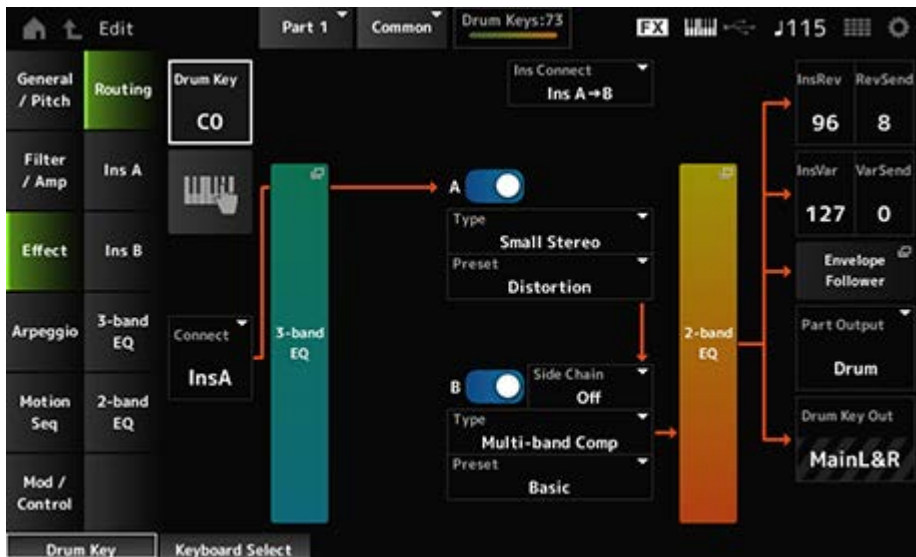 Edit
Part 1
Common
Drum Keys:73
FX
♩115
General / Pitch
Filter / Amp
Effect
Arpeggio
Motion Seq
Mod / Control
Routing
Ins A
Ins B
3-band EQ
2-band EQ
Drum Key
C0
Connect
InsA
3-band EQ
Ins Connect
Ins A→B
A
Type
Small Stereo
Preset
Distortion
B
Side Chain
Off
Type
Multi-band Comp
Preset
Basic
2-band EQ
InsRev
RevSend
96
8
InsVar
VarSend
127
0
Envelope Follower
Part Output
Drum
Drum Key Out
MainL&R
Drum Key
Keyboard Select